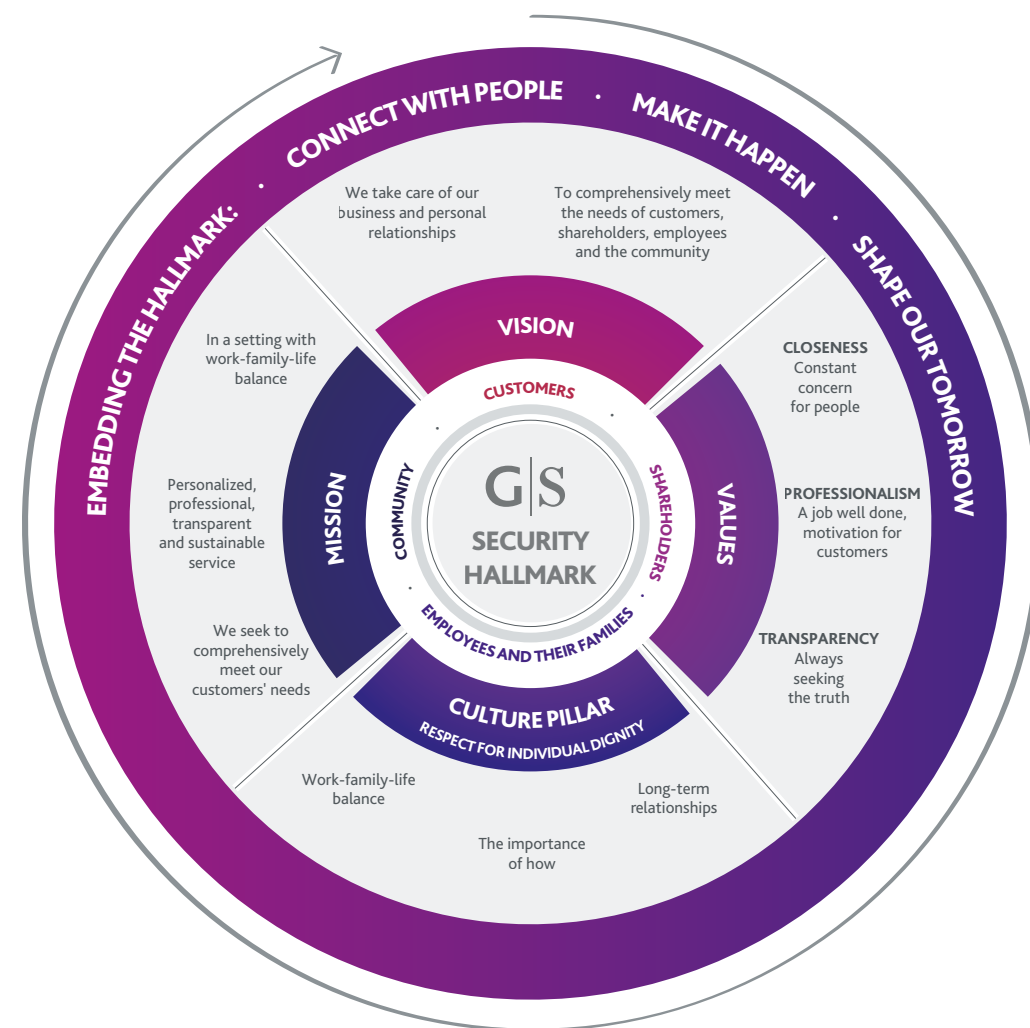 EMBEDDING THE HALLMARK:
· CONNECT WITH PEOPLE · MAKE IT HAPPEN · SHAPE OUR TOMORROW
We take care of our
business and personal
relationships
To comprehensively meet
the needs of customers,
shareholders, employees
and the community
VISION
CLOSENESS
Constant
concern
for people
PROFESSIONALISM
A job well done,
motivation for
customers
TRANSPARENCY
Always
seeking
the truth
VALUES
Long-term
relationships
The importance
of how
Work-family-life
balance
CULTURE PILLAR
RESPECT FOR INDIVIDUAL DIGNITY
In a setting with
work-family-life
balance
Personalized,
professional,
transparent
and sustainable
service
We seek to
comprehensively
meet our
customers' needs
MISSION
CUSTOMERS
SHAREHOLDERS
EMPLOYEES AND THEIR FAMILIES
COMMUNITY
G|S
SECURITY
HALLMARK